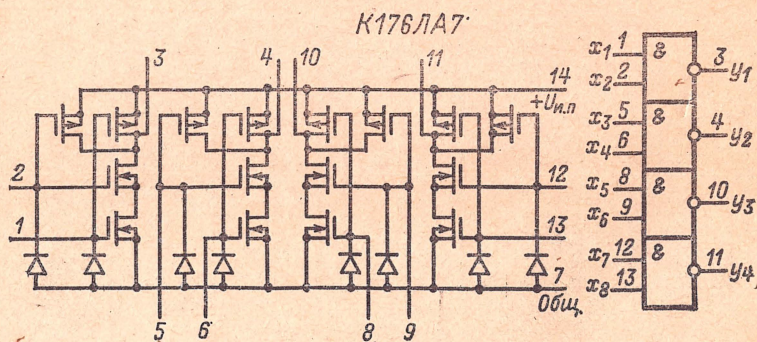 К176ЛА7
3 4 10 11
14
+Uи.п
2
1
12
13
7
Общ.
5 6 8 9
x1 1 & 3 y1
x2 2
x3 5 & 4 y2
x4 6
x5 8 & 10 y3
x6 9
x7 12 & 11 y4
x8 13